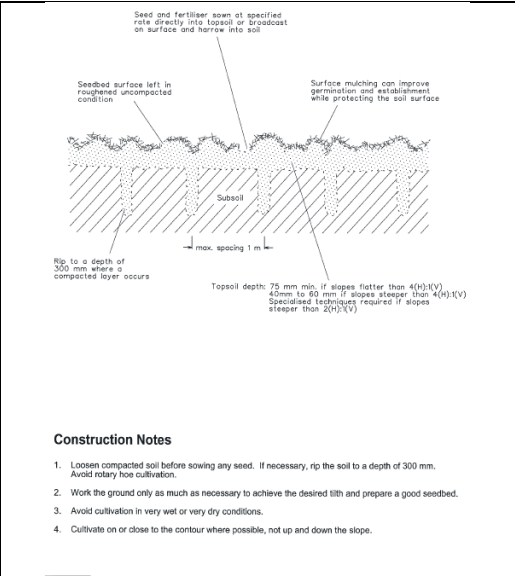 Seed and fertiliser sown at specified
rate directly into topsoil or broadcast
on surface and harrow into soil
Seedbed surface left in
roughened uncompacted
condition
Surface mulching can improve
germination and establishment
while protecting the soil surface
Subsoil
max. spacing 1 m
Rip to a depth of
300 mm where a
compacted layer occurs
Topsoil depth: 75 mm min. if slopes flatter than 4(H):1(V)
40mm to 60 mm if slopes steeper than 4(H):1(V)
Specialised techniques required if slopes
steeper than 2(H):1(V)
Construction Notes
1. Loosen compacted soil before sowing any seed. If necessary, rip the soil to a depth of 300 mm.
Avoid rotary hoe cultivation.
2. Work the ground only as much as necessary to achieve the desired tilth and prepare a good seedbed.
3. Avoid cultivation in very wet or very dry conditions.
4. Cultivate on or close to the contour where possible, not up and down the slope.